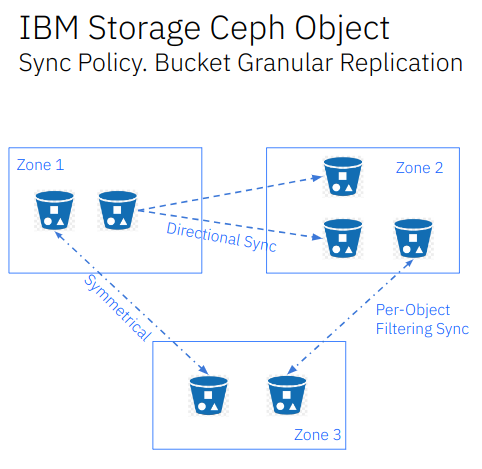 IBM Storage Ceph Object
Sync Policy. Bucket Granular Replication
Zone 1
Zone 2
Directional Sync
Symmetrical
Per-Object
Filtering Sync
Zone 3